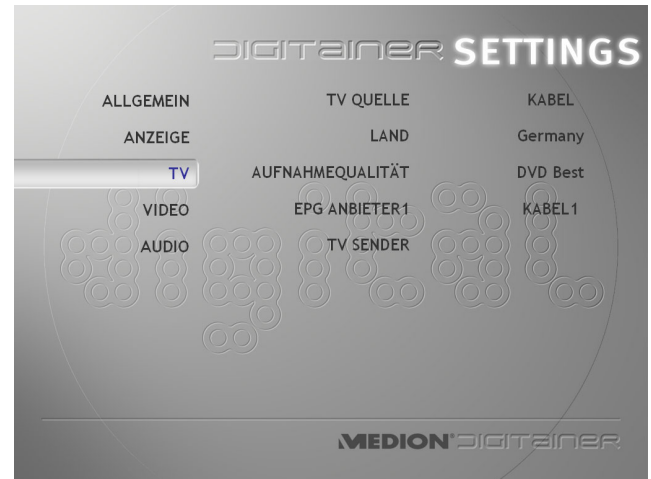 DIGITAINER SETTINGS
ALLGEMEIN TV QUELLE KABEL
ANZEIGE LAND Germany
TV AUFNAHMEQUALITÄT DVD Best
VIDEO EPG ANBIETER1 KABEL1
AUDIO TV SENDER
digital
MEDION® DIGITAINER